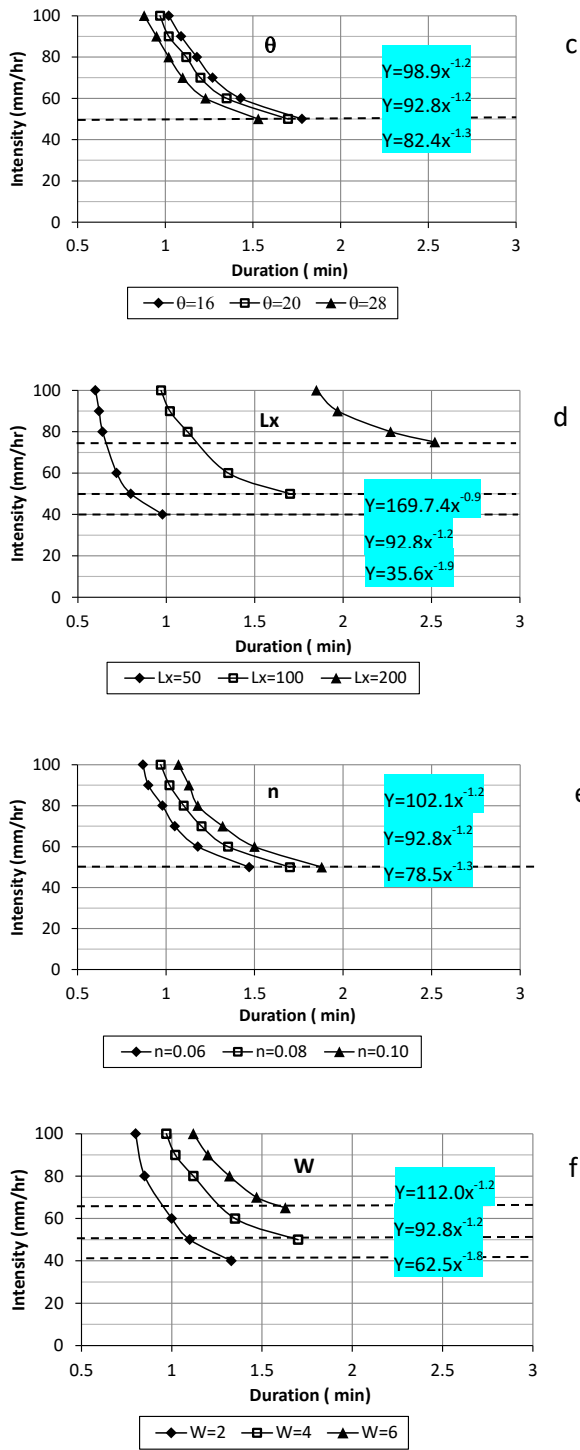 c
θ
Y=98.9x-1.2
Y=92.8x-1.2
Y=82.4x-1.3
Intensity (mm/hr)
100
80
60
40
20
0
0.5 1 1.5 2 2.5 3
Duration ( min)
θ=16 θ=20 θ=28
d
Lx
Y=169.7.4x-0.9
Y=92.8x-1.2
Y=35.6x-1.9
Intensity (mm/hr)
100
80
60
40
20
0
0.5 1 1.5 2 2.5 3
Duration ( min)
Lx=50 Lx=100 Lx=200
e
n
Y=102.1x-1.2
Y=92.8x-1.2
Y=78.5x-1.3
Intensity (mm/hr)
100
80
60
40
20
0
0.5 1 1.5 2 2.5 3
Duration ( min)
n=0.06 n=0.08 n=0.10
f
W
Y=112.0x-1.2
Y=92.8x-1.2
Y=62.5x-1.8
Intensity (mm/hr)
100
80
60
40
20
0
0.5 1 1.5 2 2.5 3
Duration ( min)
W=2 W=4 W=6